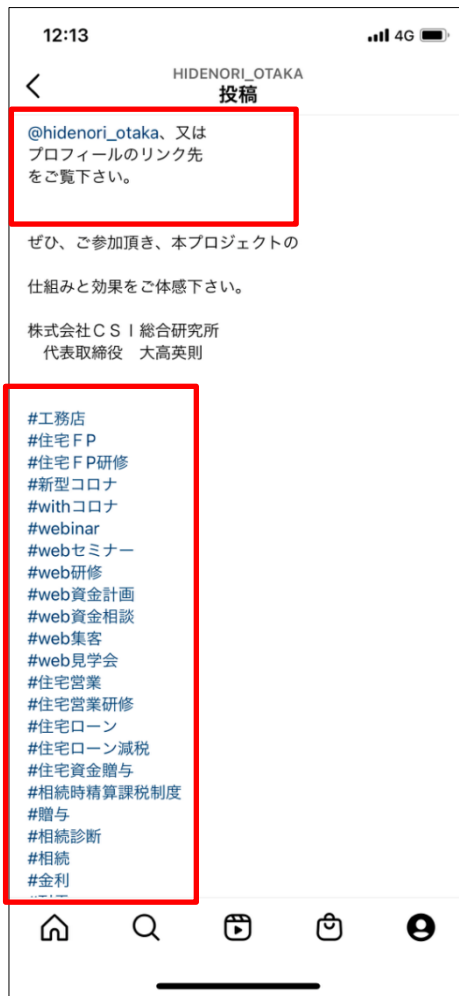 12:13
4G
HIDENORI_OTAKA
投稿
@hidenori_otaka、又は
プロフィールのリンク先
をご覧下さい。
ぜひ、ご参加頂き、本プロジェクトの
仕組みと効果をご体感下さい。
株式会社ＣＳＩ総合研究所
　代表取締役　大高英則
#工務店
#住宅ＦＰ
#住宅ＦＰ研修
#新型コロナ
#withコロナ
#webinar
#webセミナー
#web研修
#web資金計画
#web資金相談
#web集客
#web見学会
#住宅営業
#住宅営業研修
#住宅ローン
#住宅ローン減税
#住宅資金贈与
#相続時精算課税制度
#贈与
#相続診断
#相続
#金利